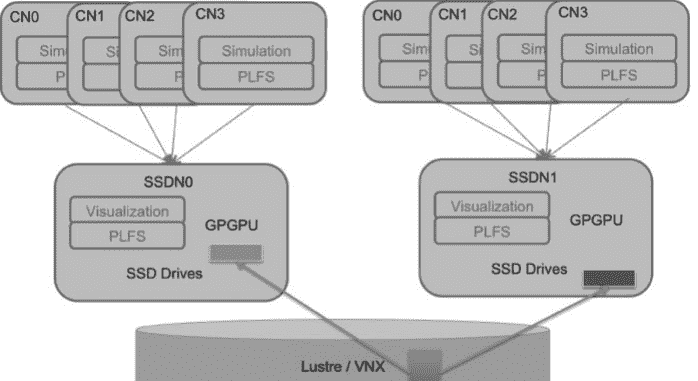 CN0 CN1 CN2 CN3
Simulation
PLFS
CN0 CN1 CN2 CN3
Simulation
PLFS
SSDN0
Visualization
PLFS
GPGPU
SSD Drives
SSDN1
Visualization
PLFS
GPGPU
SSD Drives
Lustre / VNX